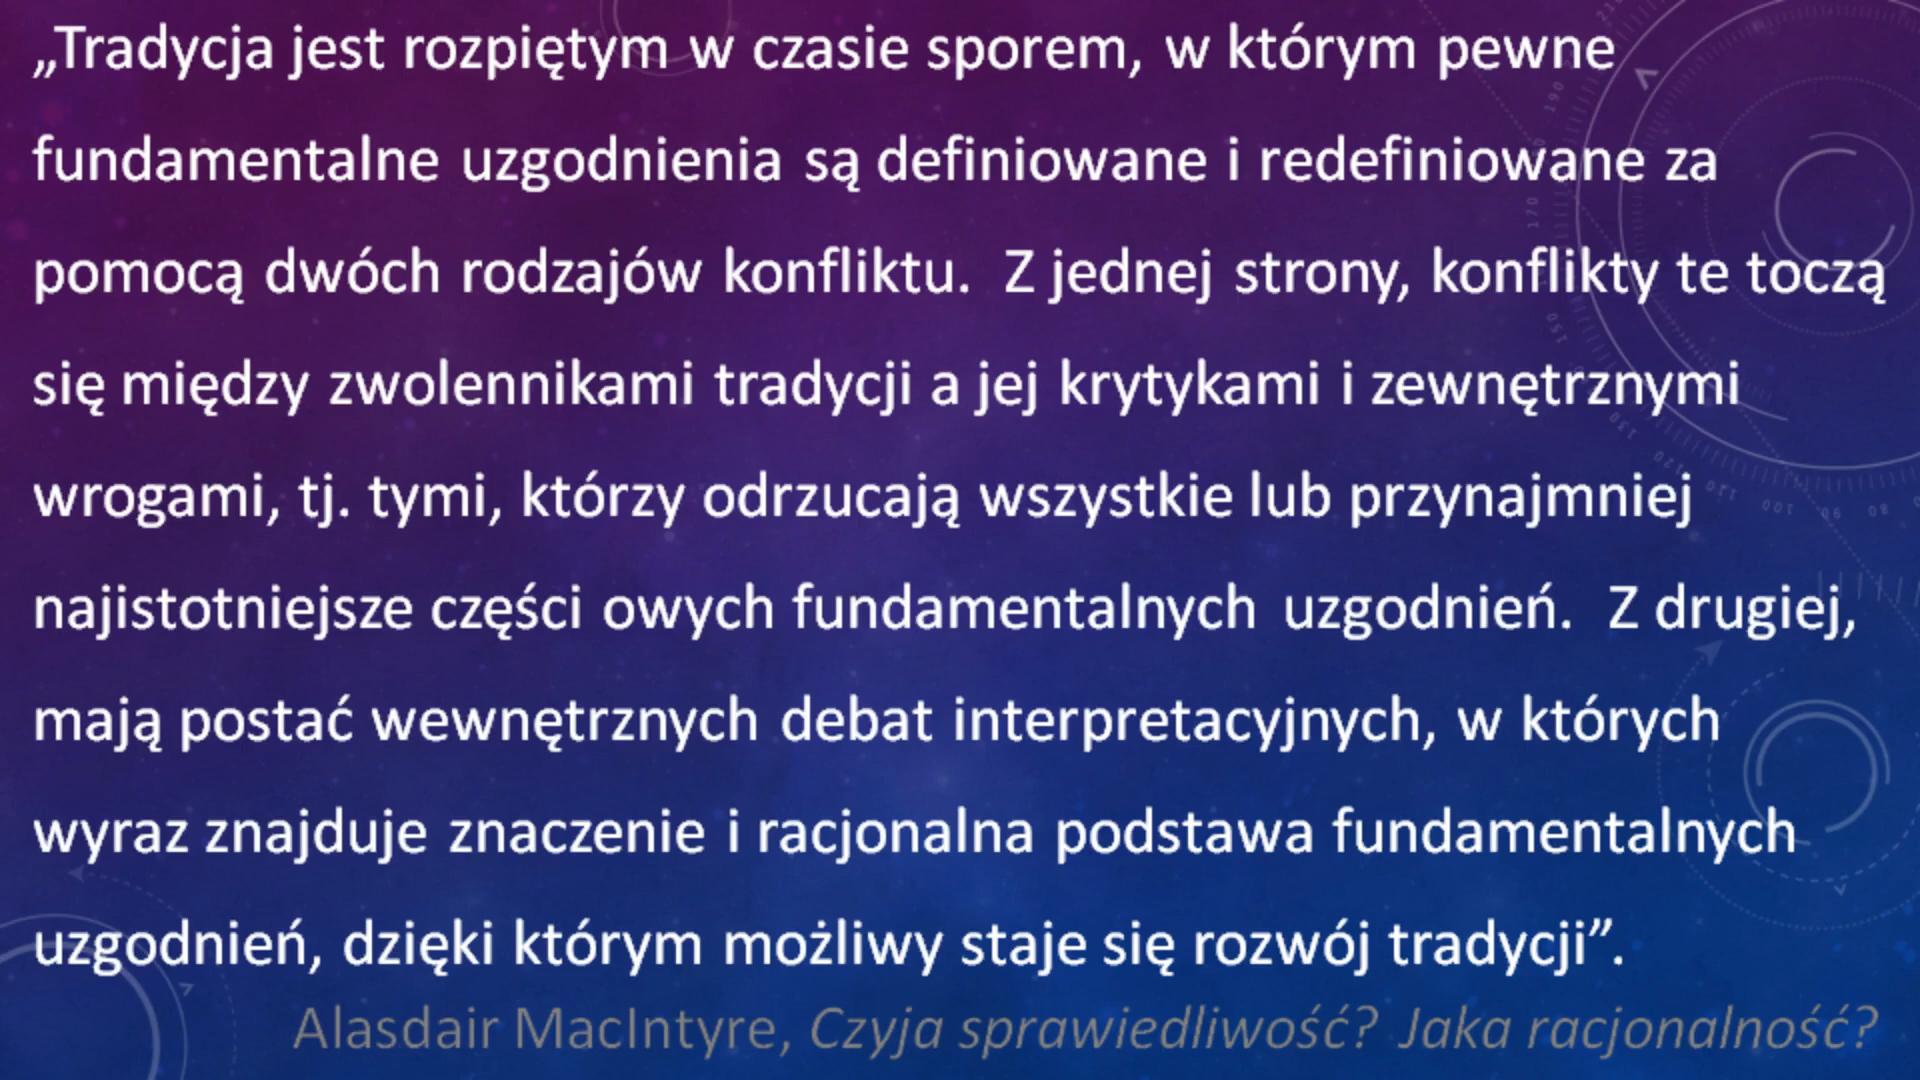 „Tradycja jest rozpiętym w czasie sporem, w którym pewne
fundamentalne uzgodnienia są definiowane i redefiniowane za
pomocą dwóch rodzajów konfliktu. Z jednej strony, konflikty te toczą
się między zwolennikami tradycji a jej krytykami i zewnętrznymi
wrogami, tj. tymi, którzy odrzucają wszystkie lub przynajmniej
najistotniejsze części owych fundamentalnych uzgodnień. Z drugiej,
mają postać wewnętrznych debat interpretacyjnych, w których
wyraz znajduje znaczenie i racjonalna podstawa fundamentalnych
uzgodnień, dzięki którym możliwy staje się rozwój tradycji”.
Alasdair MacIntyre, Czyja sprawiedliwość? Jaka racjonalność?